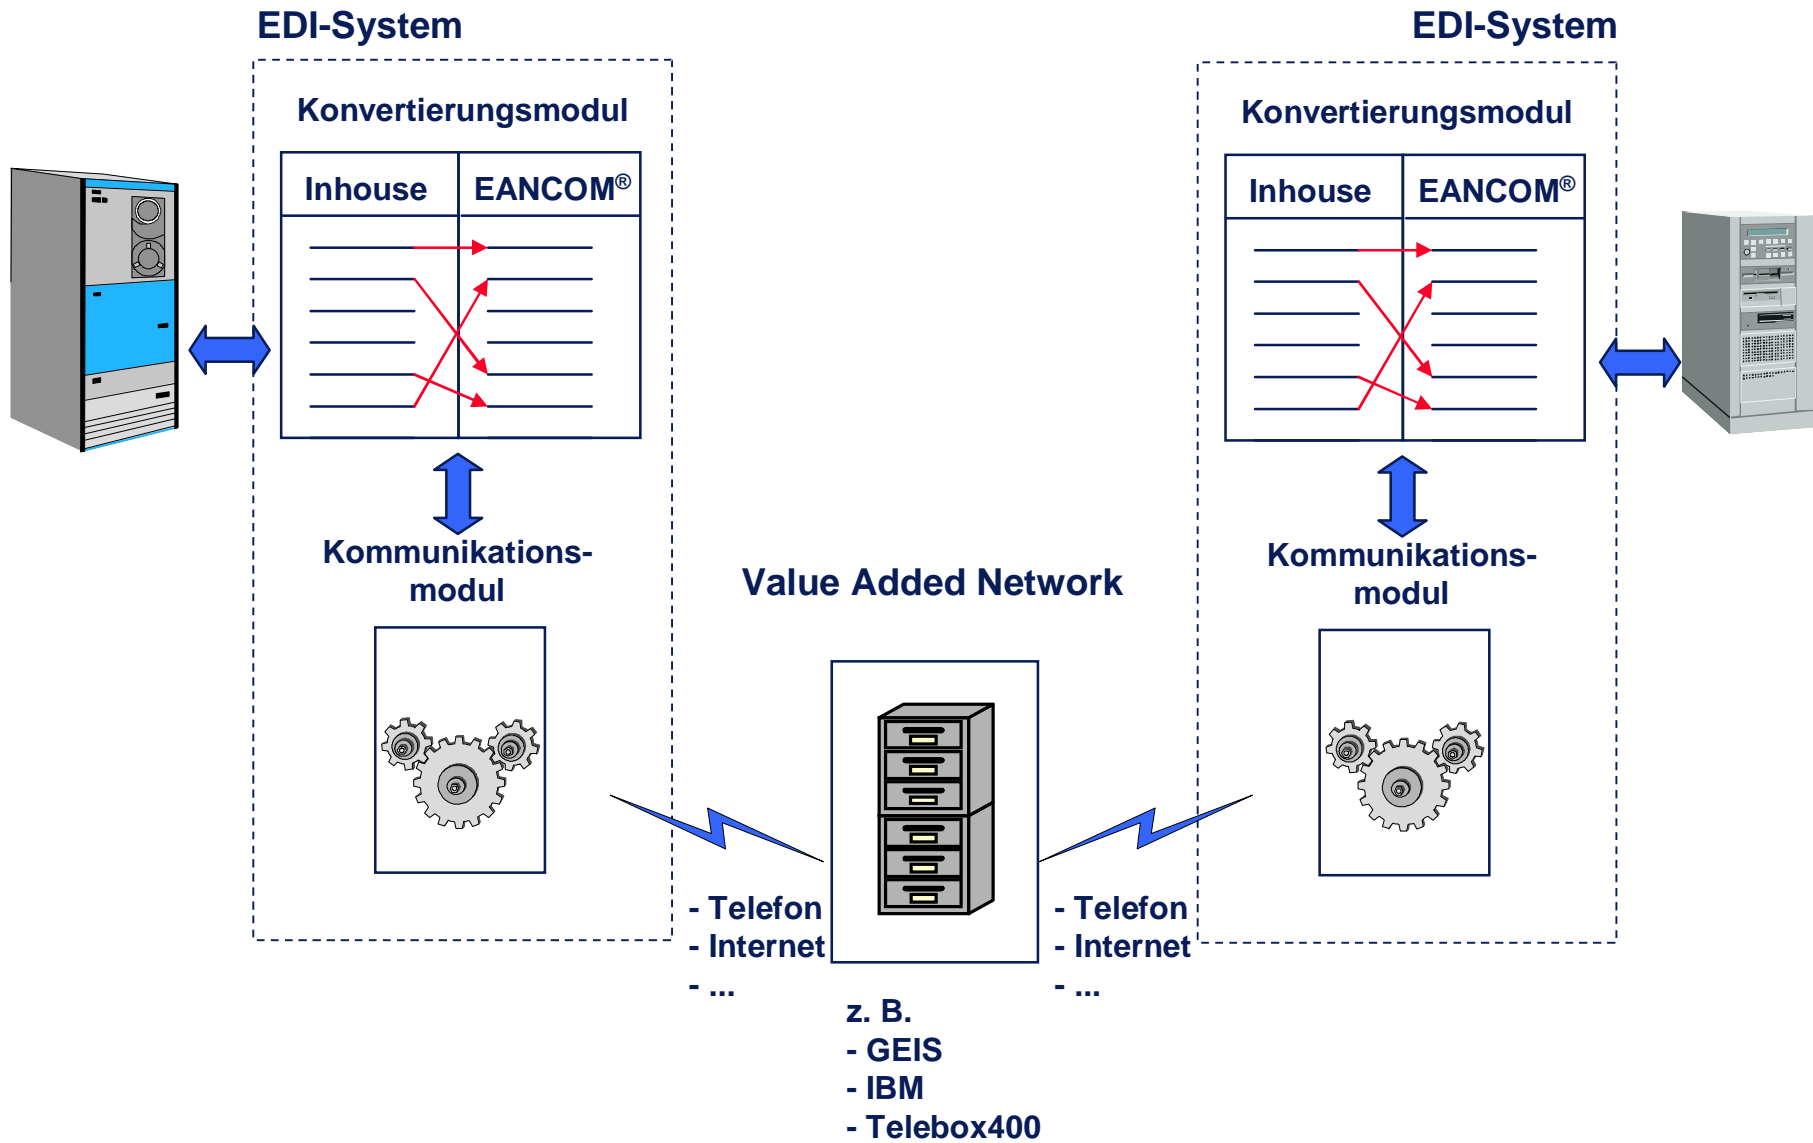 EDI-System
Konvertierungsmodul
Inhouse
EANCOM®
Kommunikations-
modul
EDI-System
Konvertierungsmodul
Inhouse
EANCOM®
Kommunikations-
modul
Value Added Network
- Telefon
- Internet
- ...
- Telefon
- Internet
- ...
z. B.
- GEIS
- IBM
- Telebox400